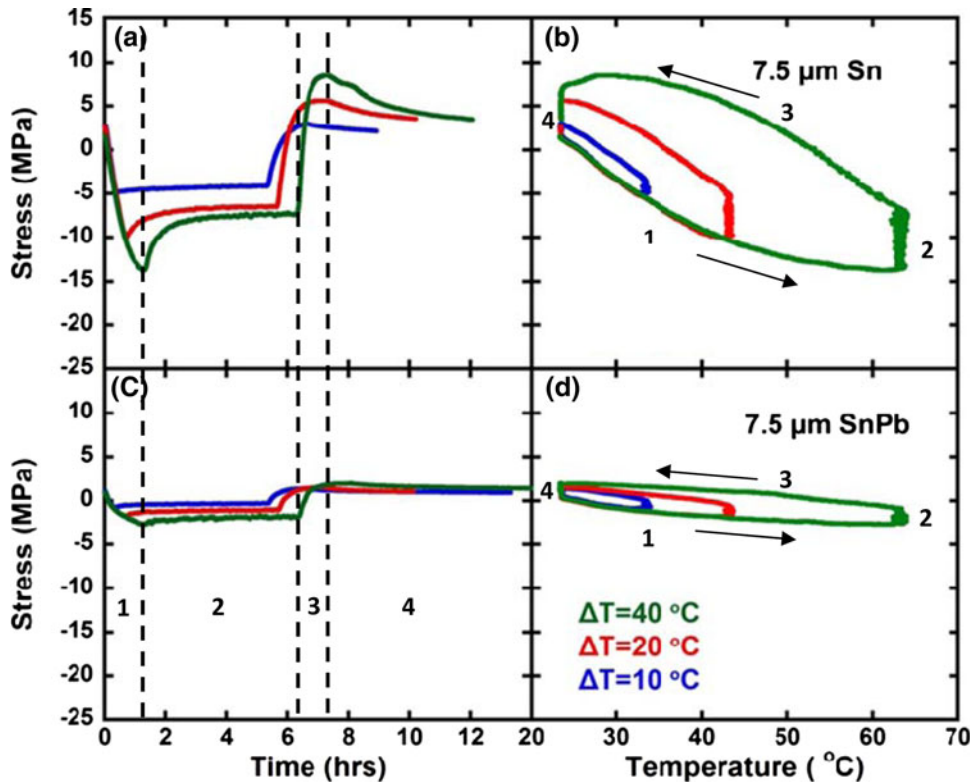 (a)
(b)
7.5 μm Sn
Stress (MPa)
15
10
5
0
-5
-10
-15
-20
-25
4
3
1
2
(C)
(d)
7.5 μm SnPb
Stress (MPa)
15
10
5
0
-5
-10
-15
-20
-25
1
2
3
4
4
3
1
2
ΔT=40 °C
ΔT=20 °C
ΔT=10 °C
0 2 4 6 8 10 12
20 30 40 50 60 70
Time (hrs)
Temperature ( °C)